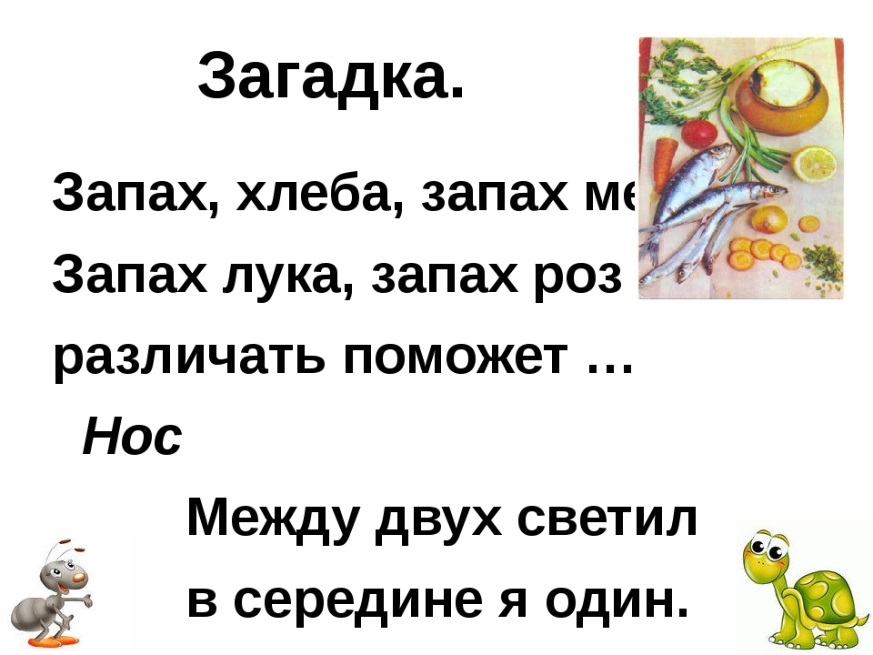 Загадка.
Запах, хлеба, запах
Запах лука, запах роз
различать поможет …
Нос
Между двух светил
в середине я один.